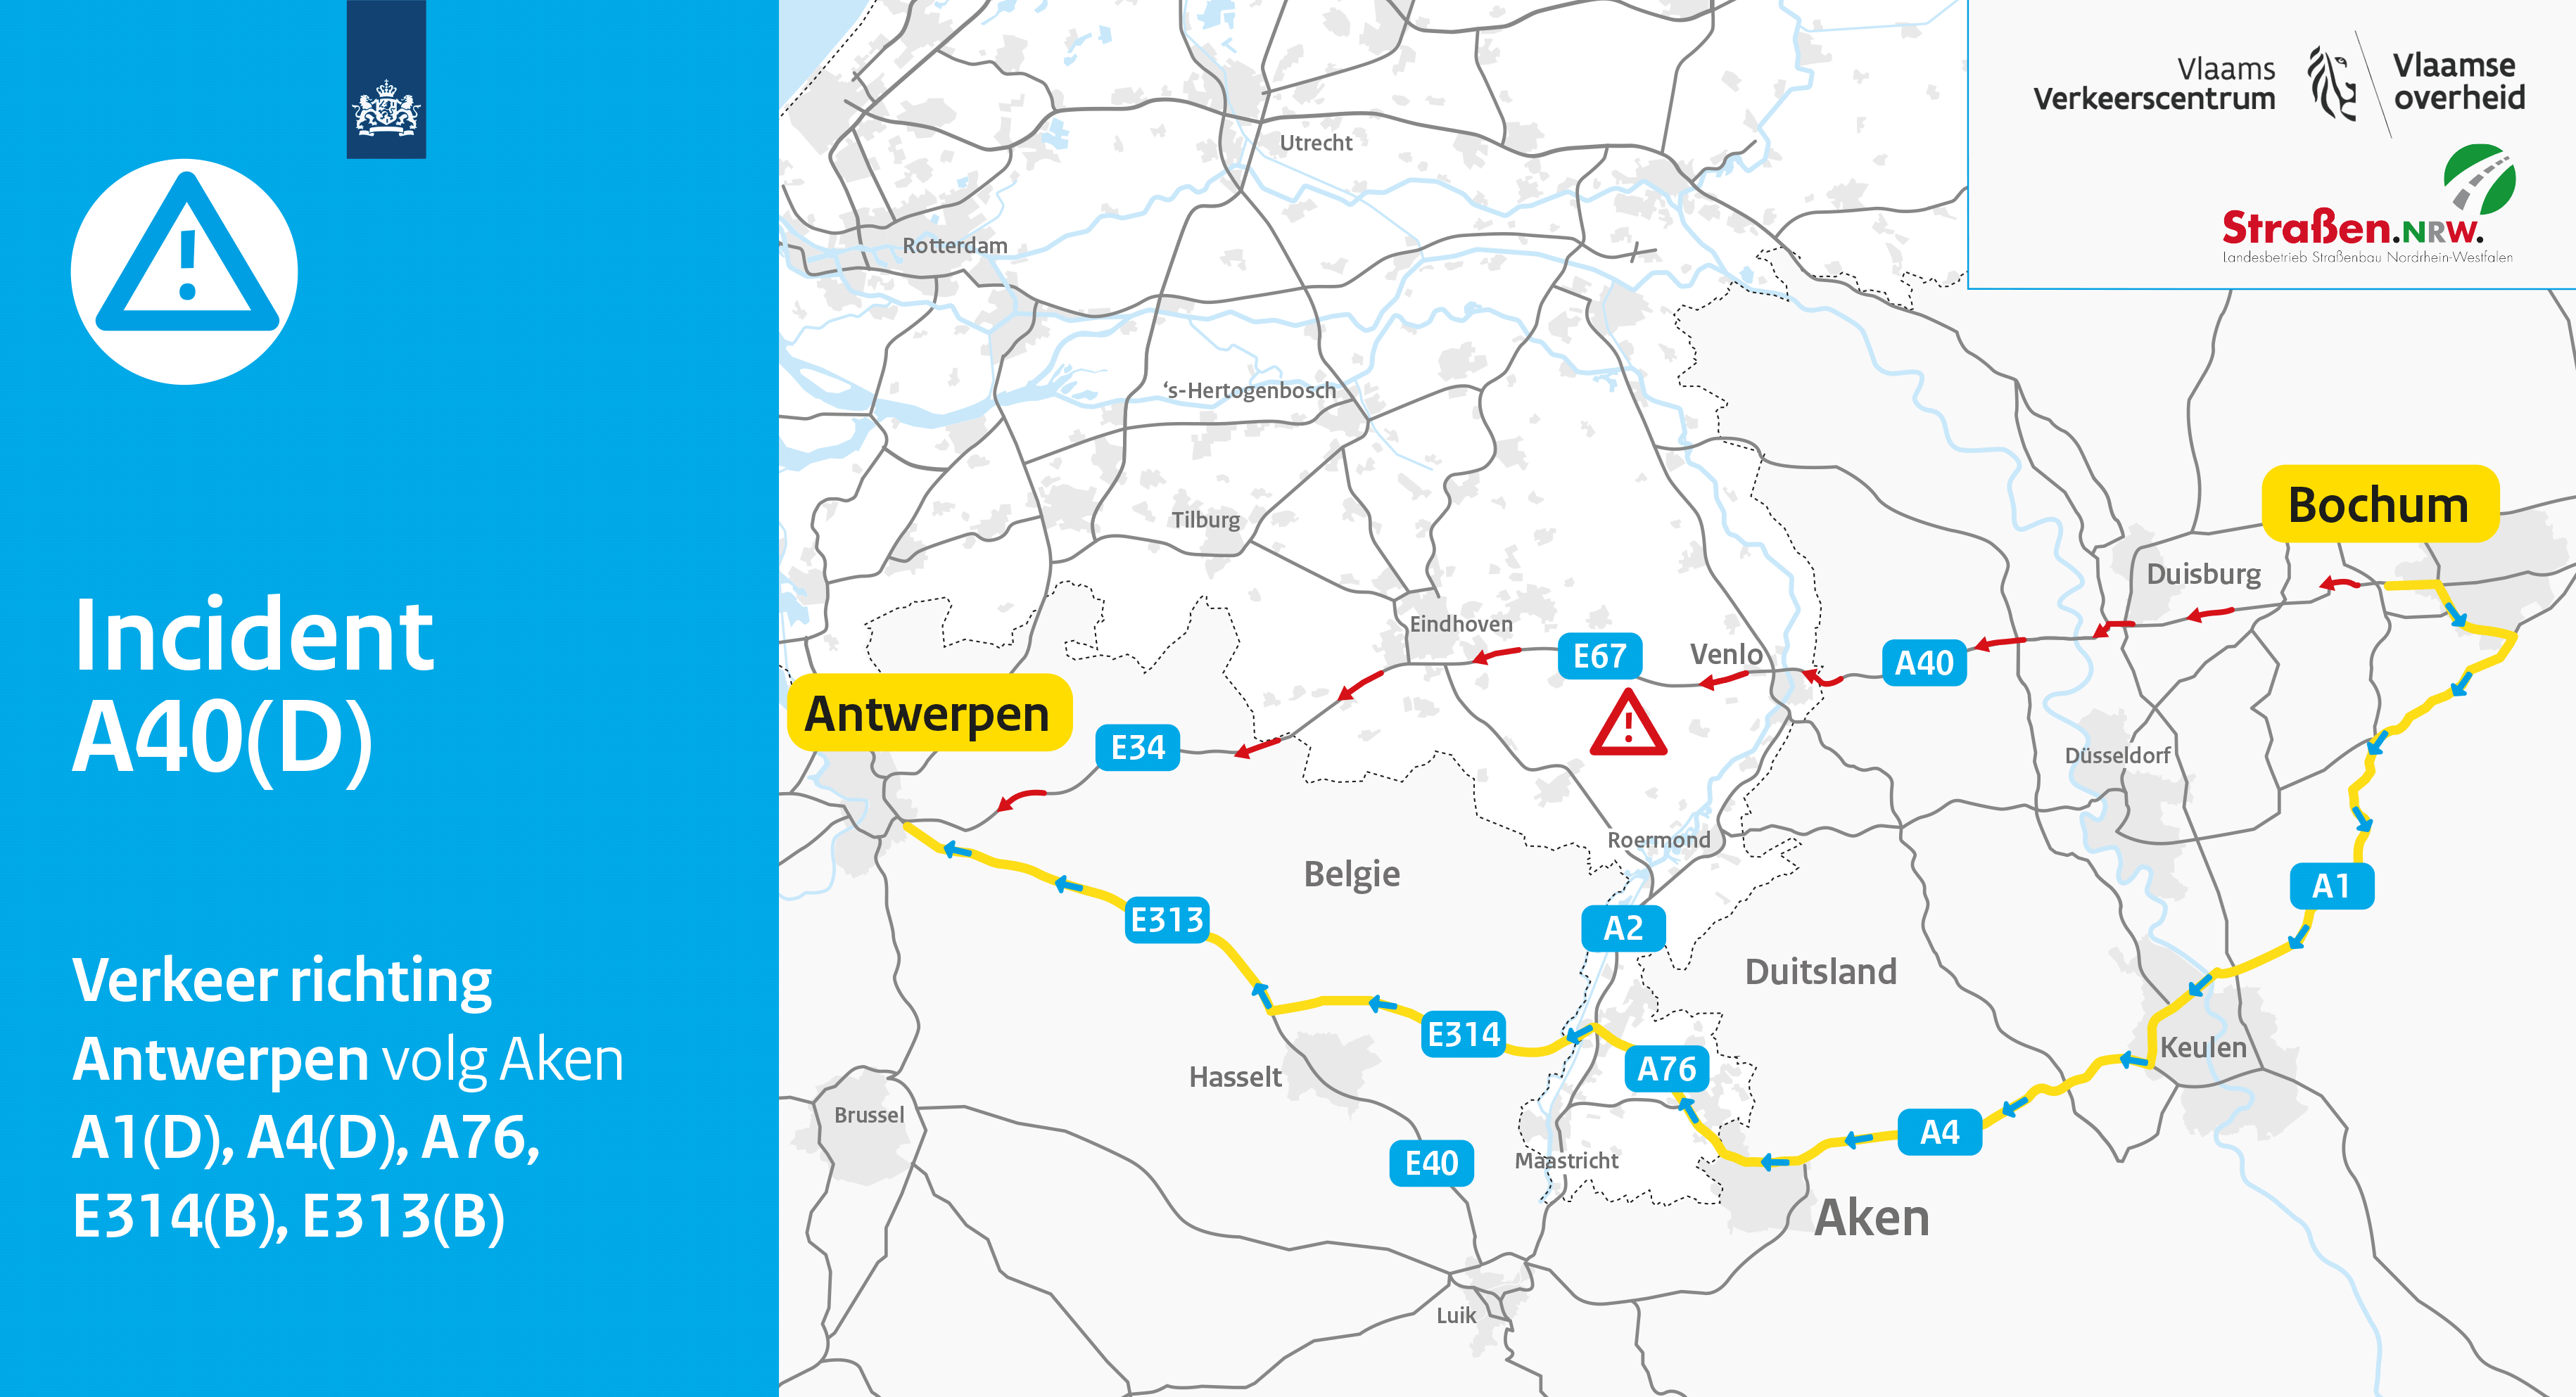 Incident
A40(D)
Verkeer richting
Antwerpen volg Aken
A1(D), A4(D), A76,
E314(B), E313(B)
Vlaams
Verkeerscentrum
Vlaamse
overheid
Straßen.NRW.
Landesbetrieb Straßenbau Nordrhein-Westfalen
Utrecht
Rotterdam
‘s-Hertogenbosch
Tilburg
Bochum
Duisburg
Eindhoven
E67
Venlo
A40
Antwerpen
E34
Düsseldorf
Roermond
Belgie
A1
E313
A2
Duitsland
E314
Keulen
A76
Hasselt
Brussel
A4
E40
Maastricht
Aken
Luik